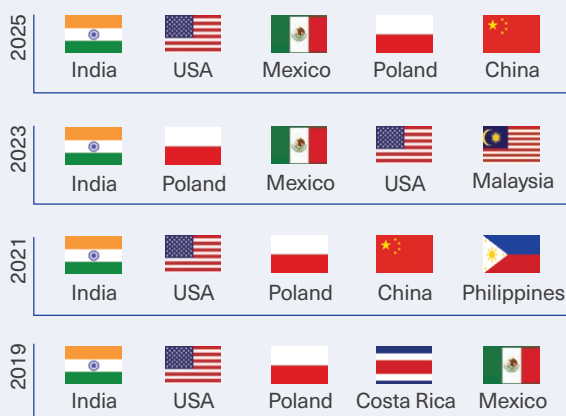 2025
India USA Mexico Poland China
2023
India Poland Mexico USA Malaysia
2021
India USA Poland China Philippines
2019
India USA Poland Costa Rica Mexico